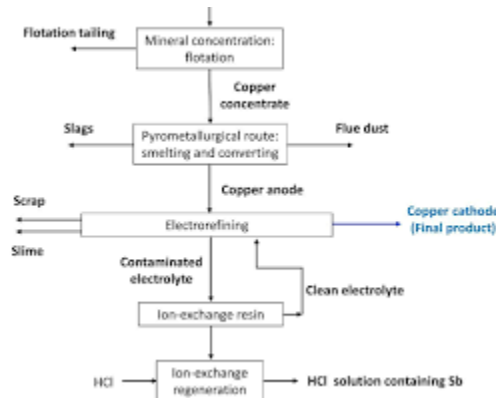 Flotation tailing
Mineral concentration:
flotation
Copper
concentrate
Slags
Pyrometallurgical route:
smelting and converting
Flue dust
Copper anode
Scrap
Electrorefining
Copper cathode
(Final product)
Slime
Contaminated
electrolyte
Clean electrolyte
Ion-exchange resin
HCl
Ion-exchange
regeneration
HCl solution containing Sb